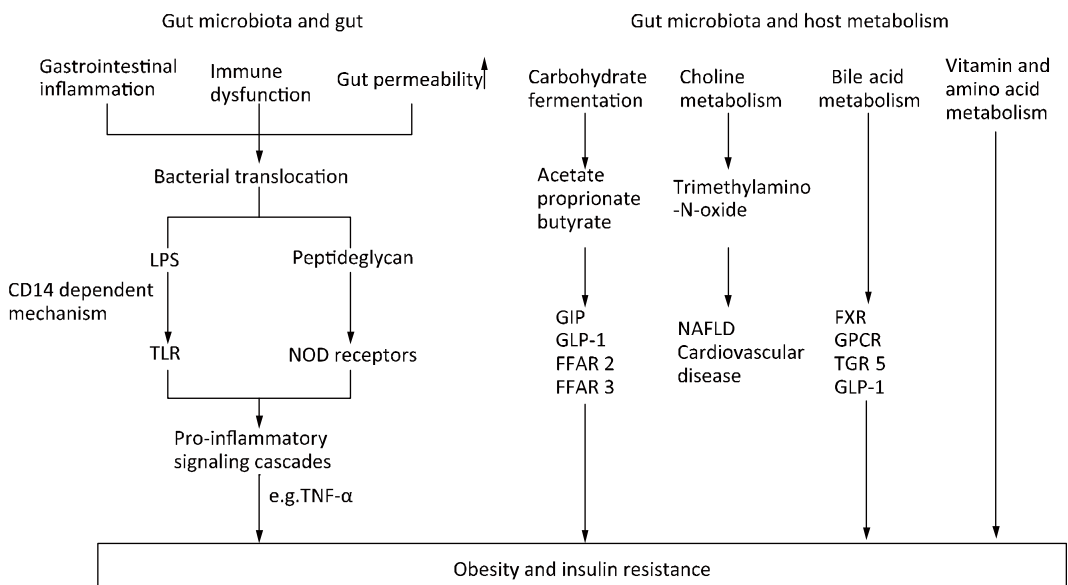 Gut microbiota and gut
Gastrointestinal
inflammation
Immune
dysfunction
Gut permeability
Bacterial translocation
LPS
Peptideglycan
CD14 dependent
mechanism
TLR
NOD receptors
Pro-inflammatory
signaling cascades
e.g.TNF-α
Gut microbiota and host metabolism
Carbohydrate
fermentation
Acetate
proprionate
butyrate
GIP
GLP-1
FFAR 2
FFAR 3
Choline
metabolism
Trimethylamino
-N-oxide
NAFLD
Cardiovascular
disease
Bile acid
metabolism
FXR
GPCR
TGR 5
GLP-1
Vitamin and
amino acid
metabolism
Obesity and insulin resistance